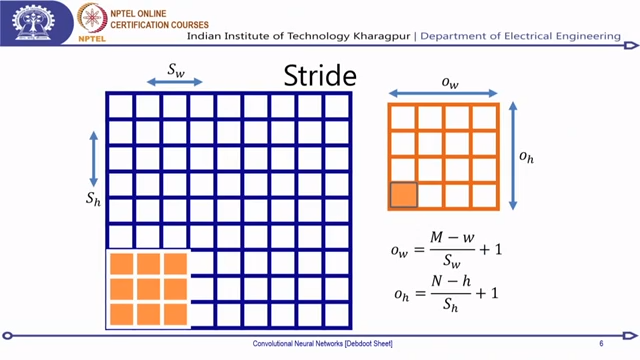 NPTEL ONLINE
CERTIFICATION COURSES
NPTEL
Indian Institute of Technology Kharagpur | Department of Electrical Engineering
Stride
S_w
S_h
o_w
o_h
o_w = \frac{M - w}{S_w} + 1
o_h = \frac{N - h}{S_h} + 1
Convolutional Neural Networks [Debdoot Sheet]
6